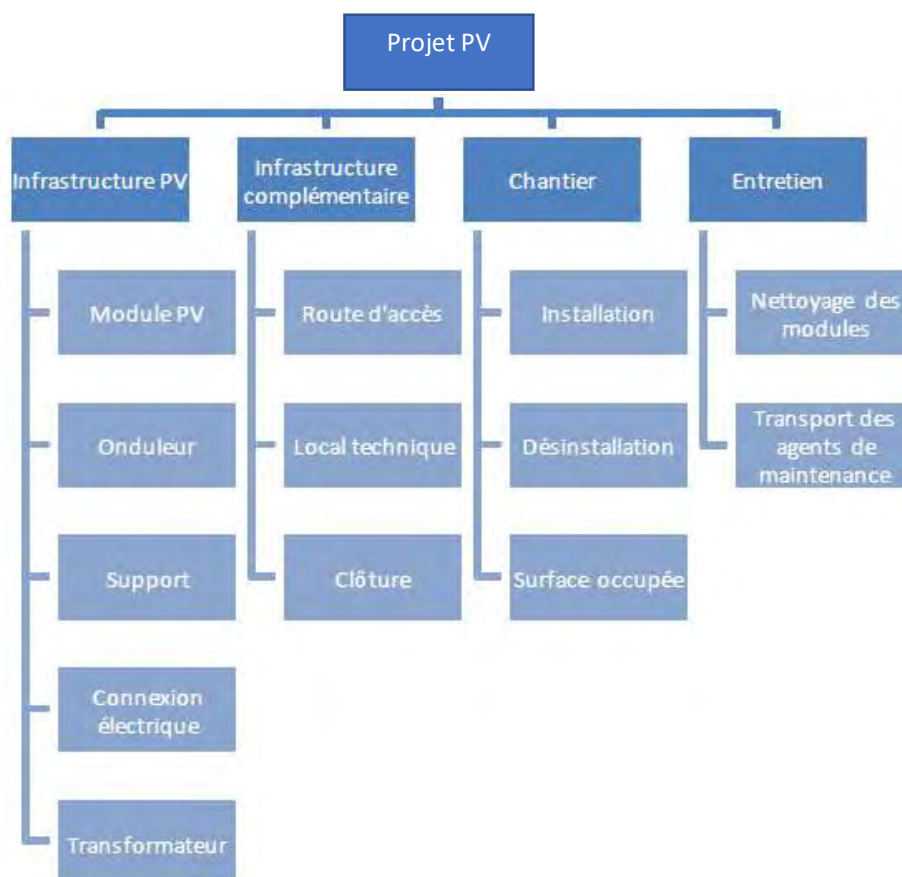 Projet PV
Infrastructure PV
Infrastructure
complémentaire
Chantier
Entretien
Module PV
Onduleur
Support
Connexion
électrique
Transformateur
Route d'accès
Local technique
Clôture
Installation
Désinstallation
Surface occupée
Nettoyage des
modules
Transport des
agents de
maintenance